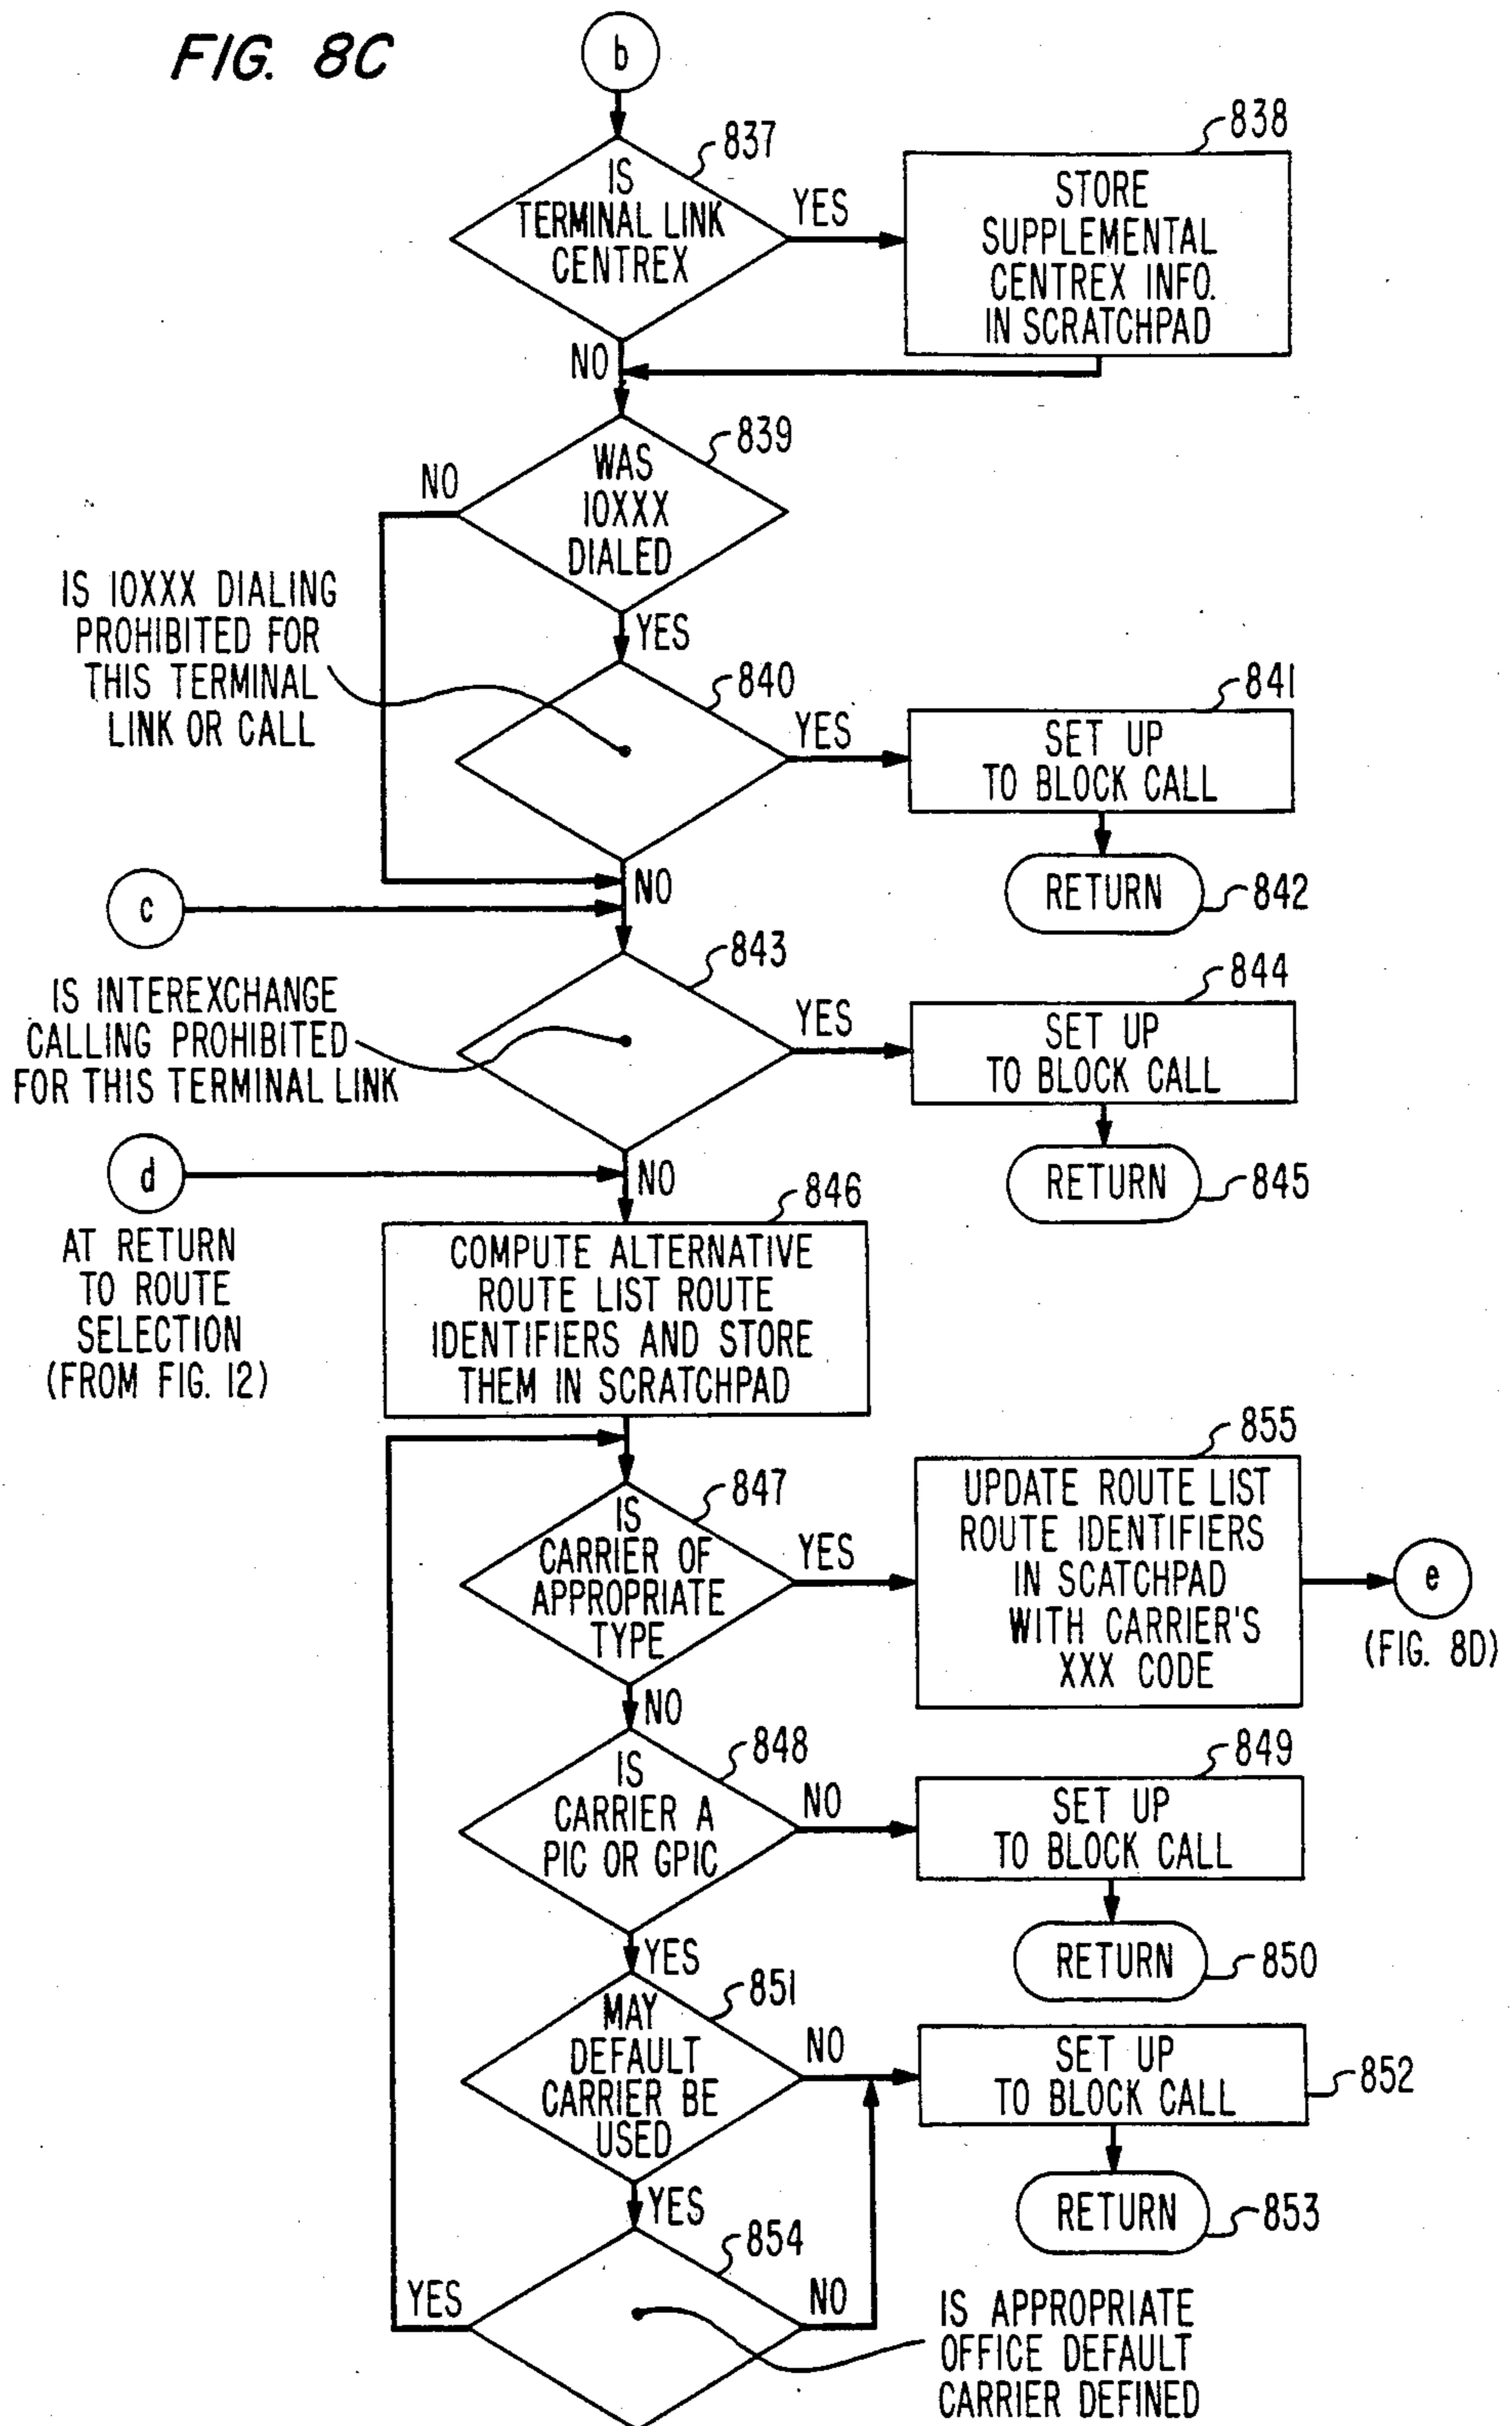 FIG. 8C
b
837
IS
TERMINAL LINK
CENTREX
YES
838
STORE
SUPPLEMENTAL
CENTREX INFO.
IN SCRATCHPAD
NO
839
WAS
10XXX
DIALED
NO
YES
IS 10XXX DIALING
PROHIBITED FOR
THIS TERMINAL
LINK OR CALL
840
YES
841
SET UP
TO BLOCK CALL
RETURN
842
NO
c
843
IS INTEREXCHANGE
CALLING PROHIBITED
FOR THIS TERMINAL LINK
YES
844
SET UP
TO BLOCK CALL
RETURN
845
NO
d
AT RETURN
TO ROUTE
SELECTION
(FROM FIG. 12)
846
COMPUTE ALTERNATIVE
ROUTE LIST ROUTE
IDENTIFIERS AND STORE
THEM IN SCRATCHPAD
847
IS
CARRIER OF
APPROPRIATE
TYPE
YES
855
UPDATE ROUTE LIST
ROUTE IDENTIFIERS
IN SCATCHPAD
WITH CARRIER'S
XXX CODE
e
(FIG. 8D)
NO
848
IS
CARRIER A
PIC OR GPIC
NO
849
SET UP
TO BLOCK CALL
RETURN
850
YES
851
MAY
DEFAULT
CARRIER BE
USED
NO
852
SET UP
TO BLOCK CALL
RETURN
853
YES
854
YES
NO
IS APPROPRIATE
OFFICE DEFAULT
CARRIER DEFINED